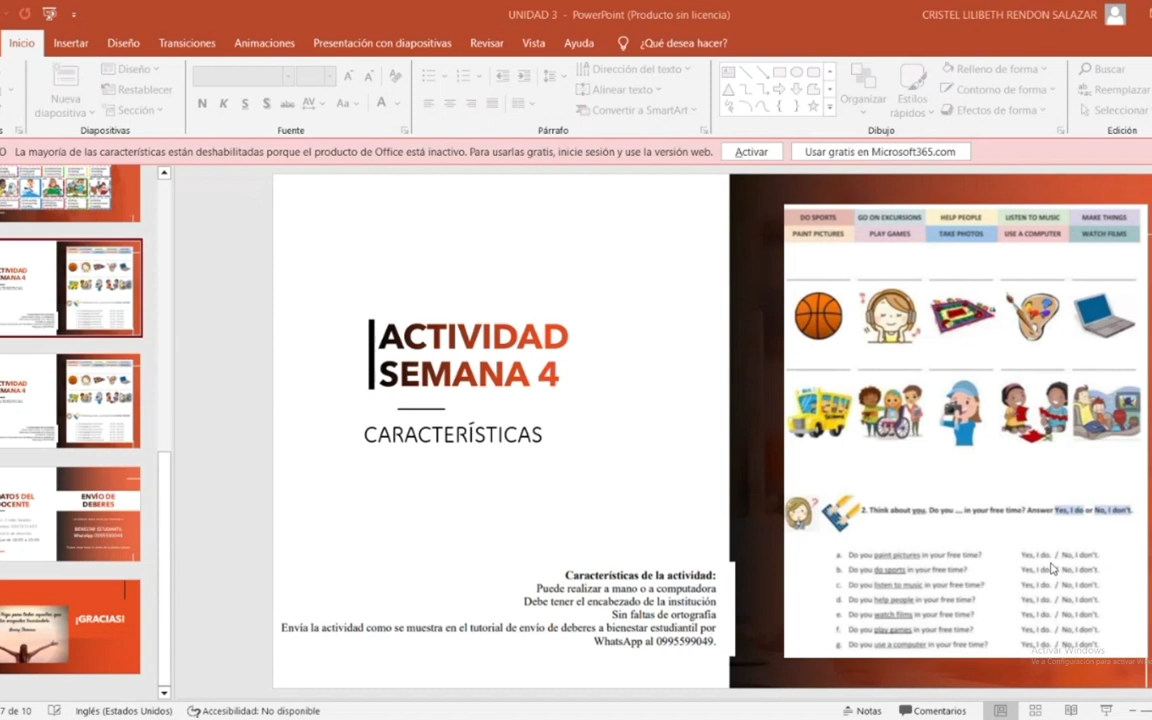 UNIDAD 3 - PowerPoint (Producto sin licencia)
CRISTEL LILIBETH RENDON SALAZAR
Inicio Insertar Diseño Transiciones Animaciones Presentación con diapositivas Revisar Vista Ayuda ¿Qué desea hacer?
Nueva diapositiva
Diseño
Restablecer
Sección
Diapositivas
N K S S abc AV Aa A
Fuente
Dirección del texto
Alinear texto
Convertir a SmartArt
Párrafo
Organizar
Estilos rápidos
Relleno de forma
Contorno de forma
Efectos de forma
Dibujo
Buscar
Reemplazar
Seleccionar
Edición
La mayoría de las características están deshabilitadas porque el producto de Office está inactivo. Para usarlas gratis, inicie sesión y use la versión web.
Activar
Usar gratis en Microsoft365.com
ENVÍO DE
DEBERES
¡GRACIAS!
ACTIVIDAD
SEMANA 4
CARACTERÍSTICAS
Características de la actividad:
Puede realizar a mano o a computadora
Debe tener el encabezado de la institución
Sin faltas de ortografía
Envía la actividad como se muestra en el tutorial de envío de deberes a bienestar estudiantil por
WhatsApp al 0995599049.
DO SPORTS GO ON EXCURSIONS HELP PEOPLE LISTEN TO MUSIC MAKE THINGS
PAINT PICTURES PLAY GAMES TAKE PHOTOS USE A COMPUTER WATCH FILMS
2. Think about you. Do you .... in your free time? Answer Yes, I do or No, I don't.
a. Do you paint pictures in your free time? Yes, I do. / No, I don't.
b. Do you do sports in your free time? Yes, I do. / No, I don't.
c. Do you listen to music in your free time? Yes, I do. / No, I don't.
d. Do you help people in your free time? Yes, I do. / No, I don't.
e. Do you watch films in your free time? Yes, I do. / No, I don't.
f. Do you play games in your free time? Yes, I do. / No, I don't.
g. Do you use a computer in your free time? Yes, I do. / No, I don't.
Activar Windows
Ve a Configuración para activar
7 de 10
Inglés (Estados Unidos)
Accesibilidad: No disponible
Notas
Comentarios